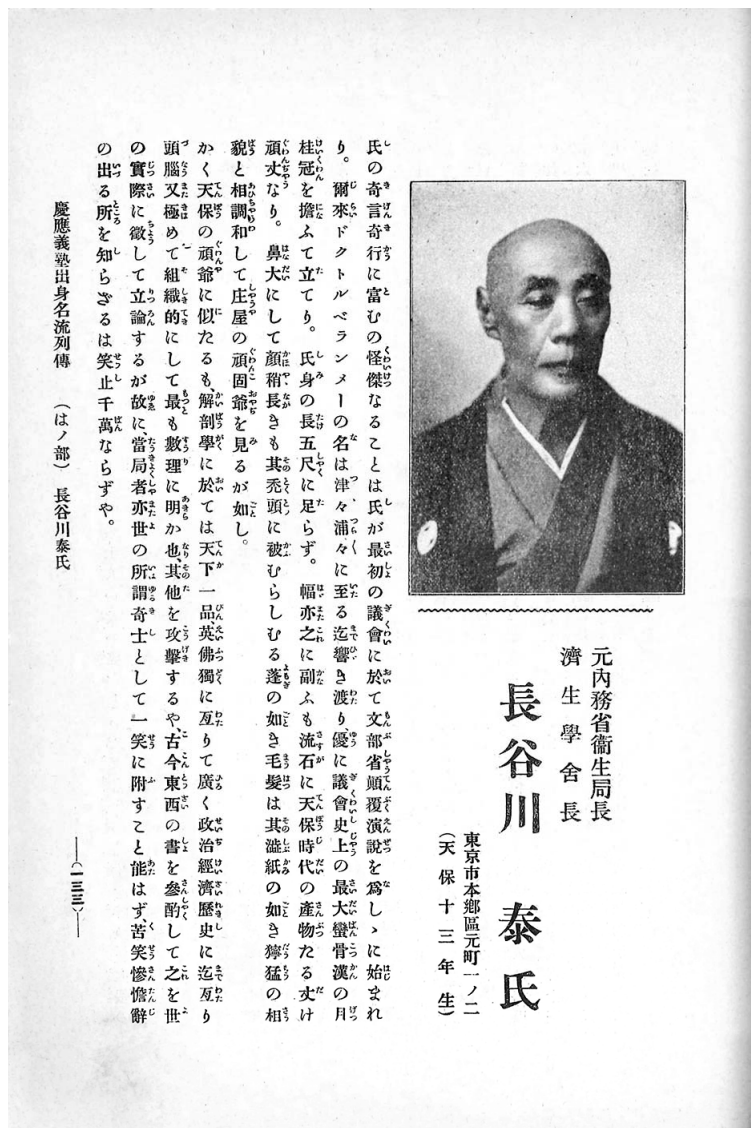 元內務省衞生局長
濟生學舍長
長谷川 泰氏
東京市本鄕區元町一ノ二
(天保十三年生)
氏の奇言奇行に富むの怪傑なることは氏が最初の議會に於て文部省顚覆演說を爲しゝに始まれ
り。爾來ドクトルベランメーの名は津々浦々に至る迄響き渡り優に議會史上の最大蠻骨漢の月
桂冠を擔ふて立てり。氏身の長五尺に足らず。幅亦之に副ふも流石に天保時代の產物たる丈け
頑丈なり。鼻大にして顏稍長きも其禿頭に被むらしむる蓬の如き毛髮は其澁紙の如き獰猛の相
貌と相調和して庄屋の頑固爺を見るが如し。
かく天保の頑爺に似たるも、解剖學に於ては天下一品、英佛獨に亙りて廣く政治經濟歷史に迄亙り
頭腦又極めて組織的にして最も數理に明か也、其他を攻擊するや、古今東西の書を參酌して之を世
の實際に徵して立論するが故に、當局者亦世の所謂奇士として一笑に附すこと能はず、苦笑慘憺辭
の出る所を知らざるは笑止千萬ならずや。
慶應義塾出身名流列傳 (はノ部) 長谷川泰氏
(一三三)